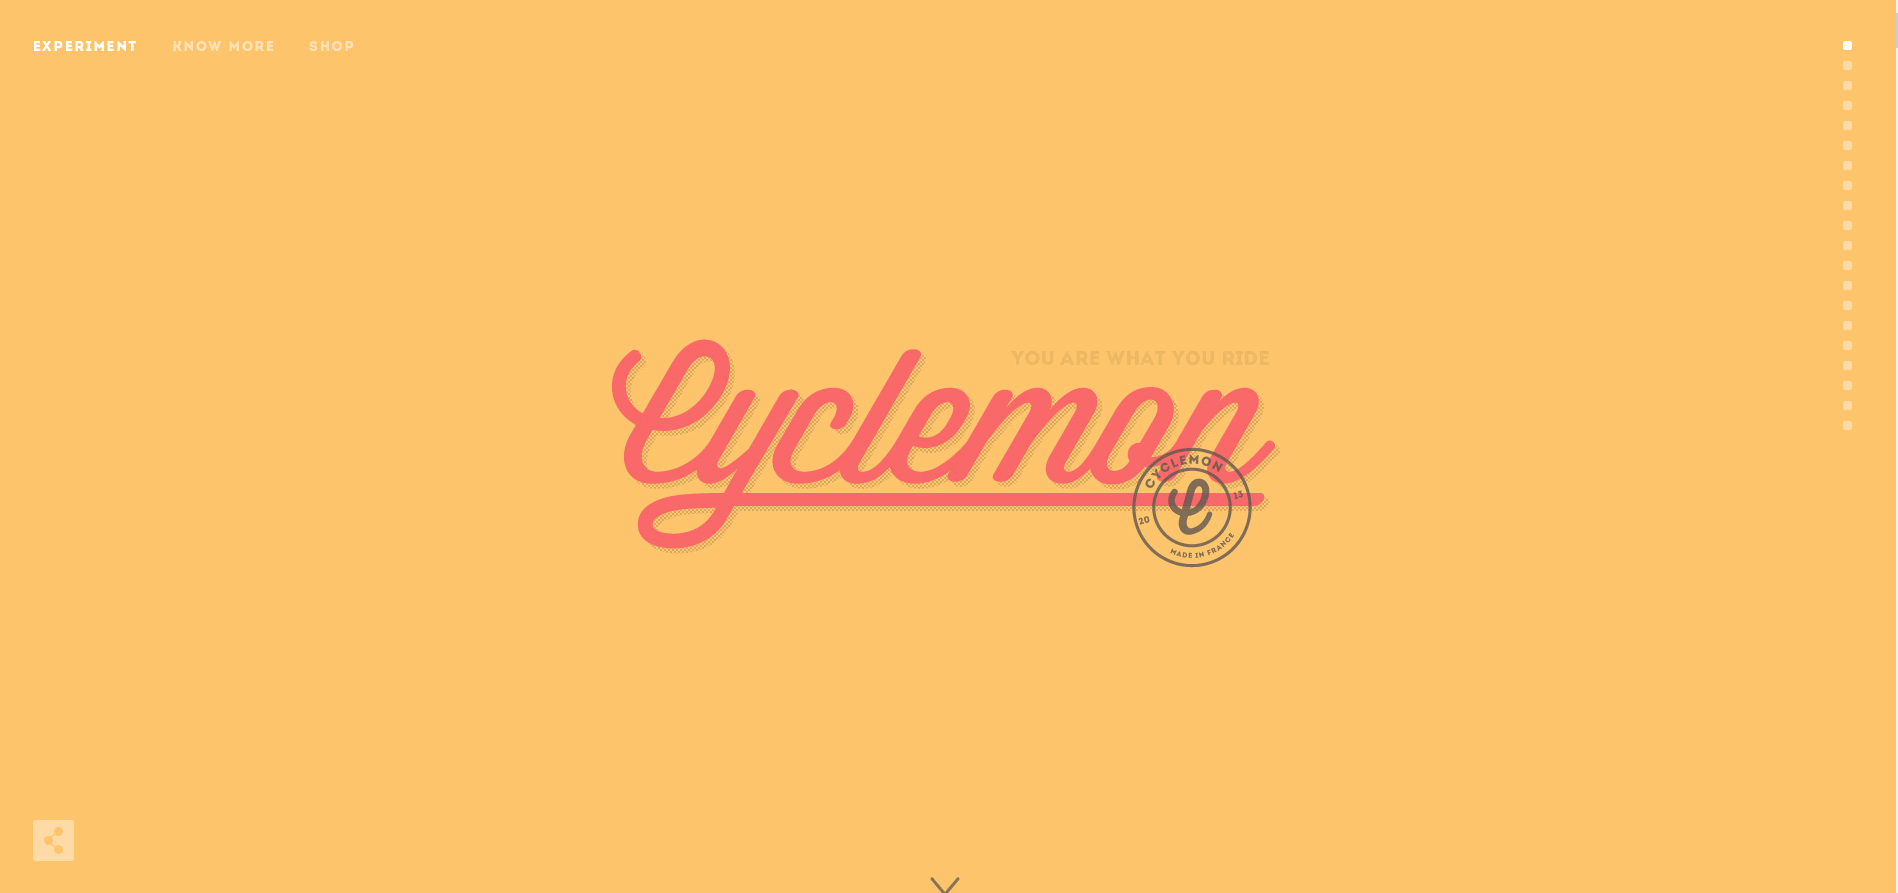 EXPERIMENT KNOW MORE SHOP
YOU ARE WHAT YOU RIDE
Cyclemon
CYCLEMON
20 13
MADE IN FRANCE